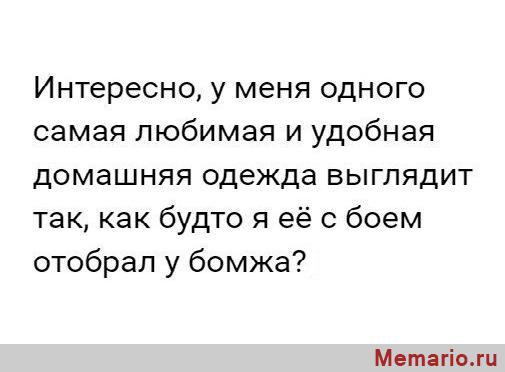 Интересно, у меня одного
самая любимая и удобная
домашняя одежда выглядит
так, как будто я её с боем
отобрал у бомжа?
Memario.ru